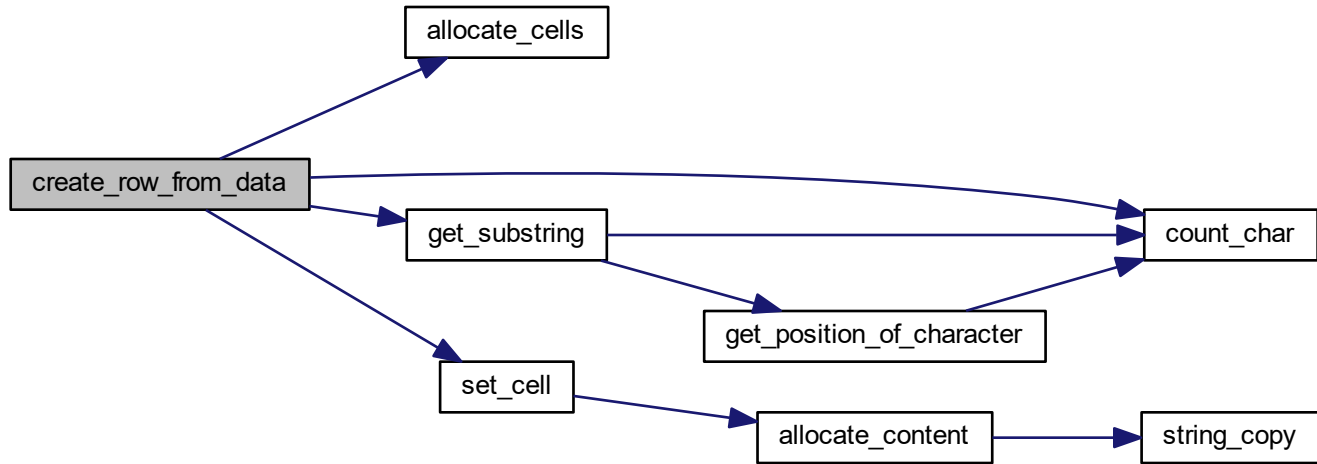 allocate_cells
create_row_from_data
get_substring
count_char
get_position_of_character
set_cell
allocate_content
string_copy